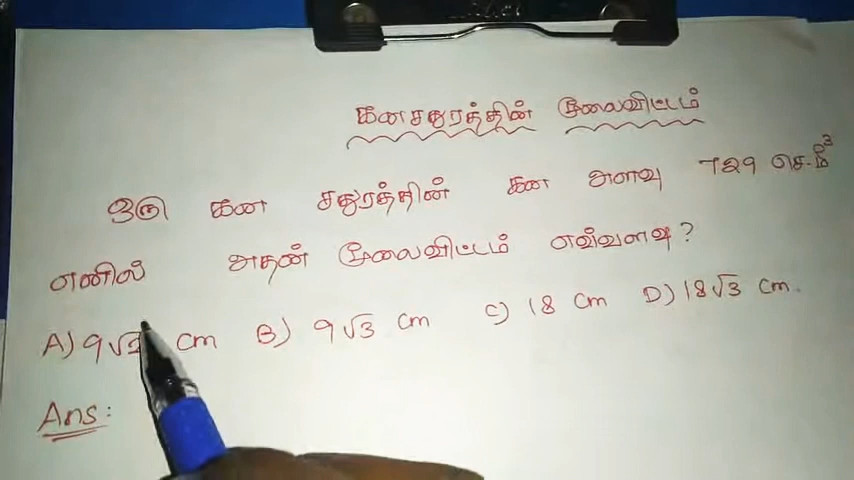 கனசதுரத்தின் மூலைவிட்டம்
ஒரு கன சதுரத்தின் கன அளவு 729 செ.மீ³
எனில் அதன் மூலைவிட்டம் எவ்வளவு?
A) 9√2 cm B) 9√3 cm C) 18 cm D) 18√3 cm.
Ans: